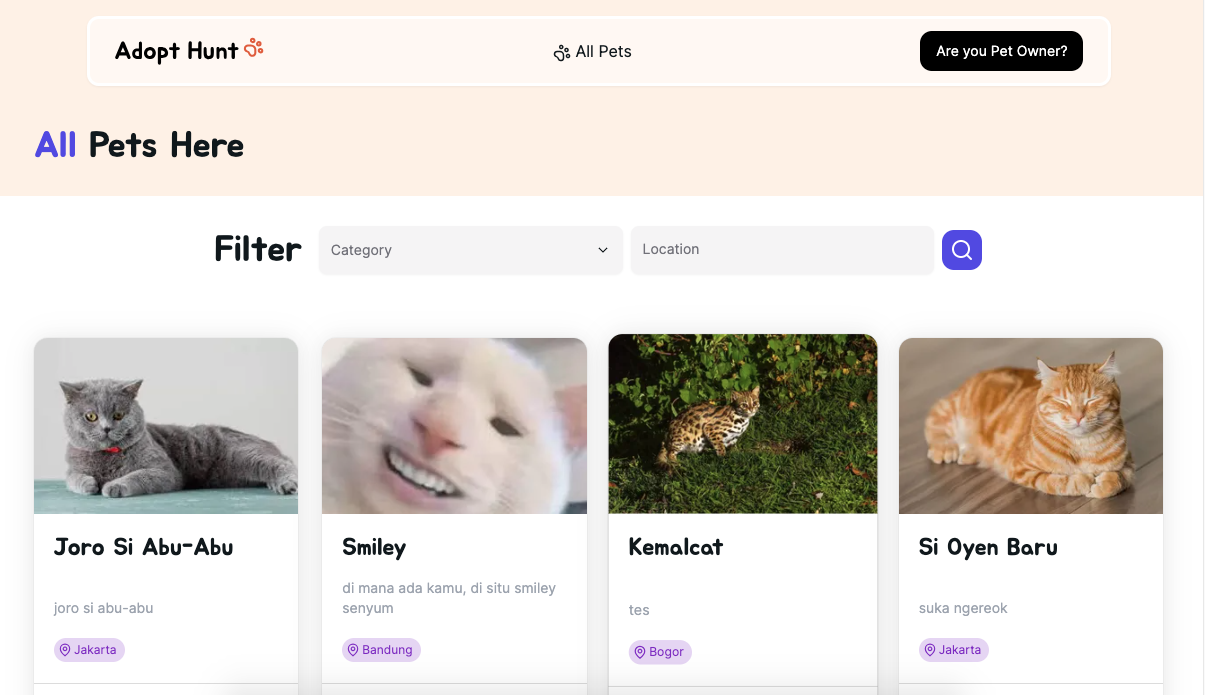 Adopt Hunt
All Pets
Are you Pet Owner?
All Pets Here
Filter
Category
Location
Joro Si Abu-Abu
joro si abu-abu
Jakarta
Smiley
di mana ada kamu, di situ smiley
senyum
Bandung
Kemalcat
tes
Bogor
Si Oyen Baru
suka ngereok
Jakarta